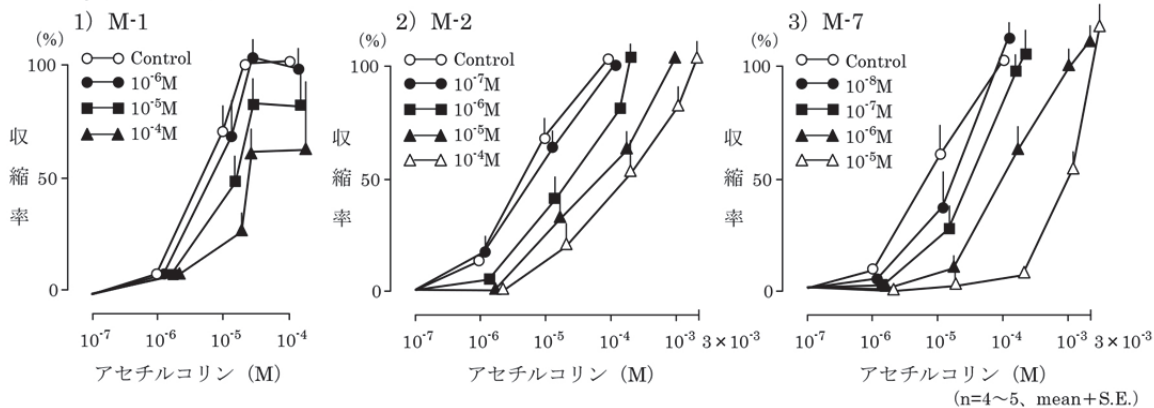 1) M-1
(%)
100
50
0
収縮率
Control
10⁻⁶M
10⁻⁵M
10⁻⁴M
10⁻⁷ 10⁻⁶ 10⁻⁵ 10⁻⁴
アセチルコリン (M)
2) M-2
(%)
100
50
0
収縮率
Control
10⁻⁷M
10⁻⁶M
10⁻⁵M
10⁻⁴M
10⁻⁷ 10⁻⁶ 10⁻⁵ 10⁻⁴ 10⁻³ 3×10⁻³
アセチルコリン (M)
3) M-7
(%)
100
50
0
収縮率
Control
10⁻⁸M
10⁻⁷M
10⁻⁶M
10⁻⁵M
10⁻⁷ 10⁻⁶ 10⁻⁵ 10⁻⁴ 10⁻³ 3×10⁻³
アセチルコリン (M)
(n=4~5、mean+S.E.)